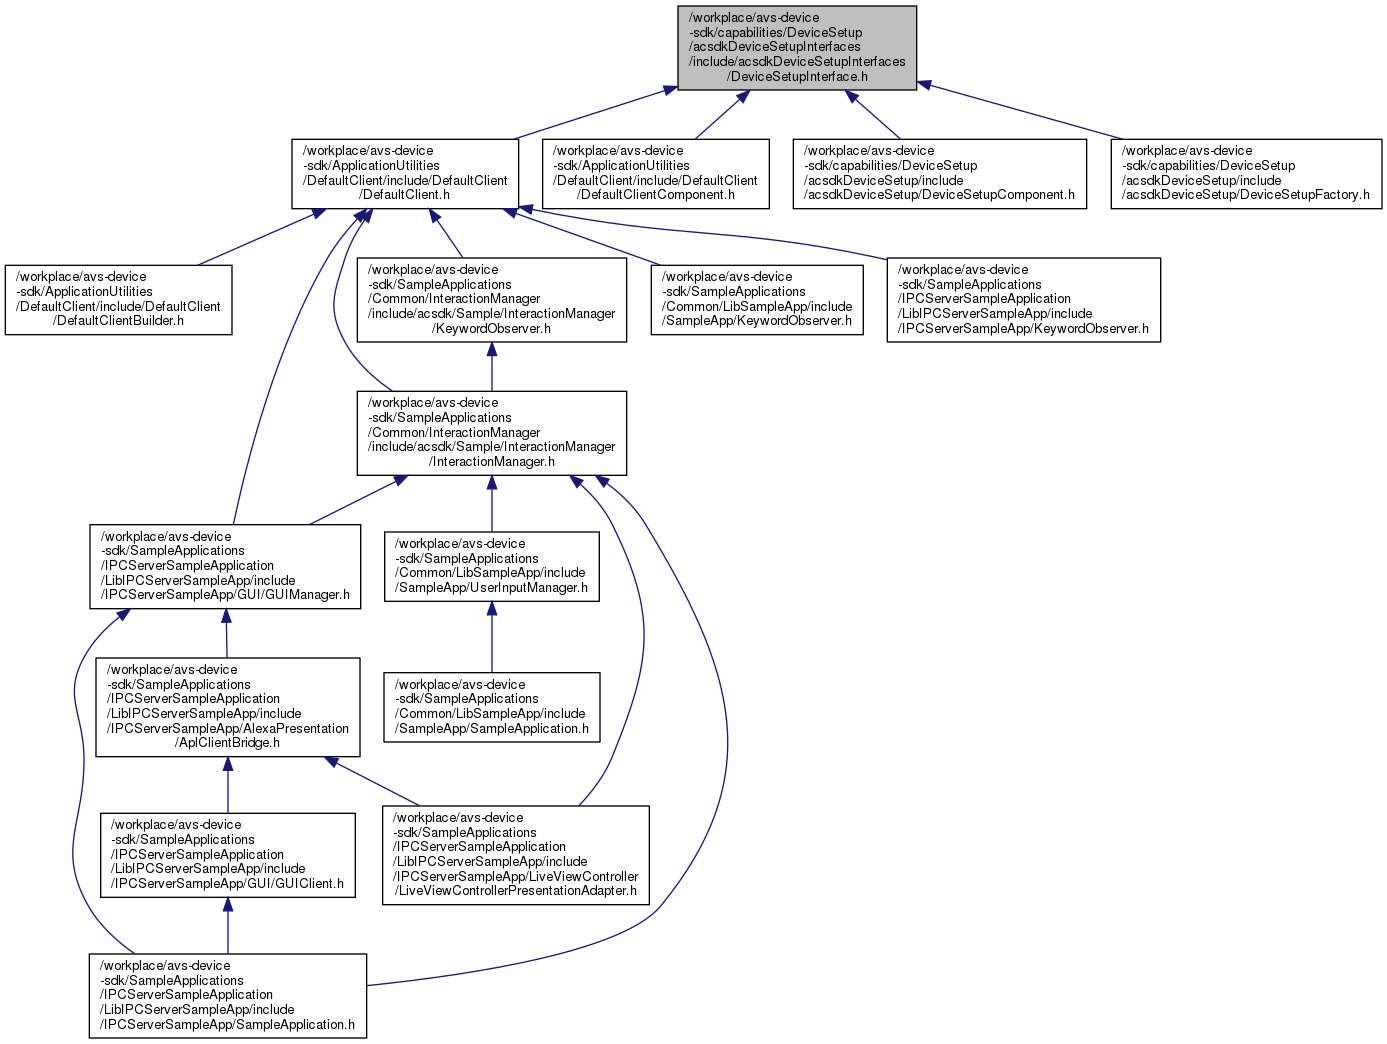 /workplace/avs-device
-sdk/capabilities/DeviceSetup
/acsdkDeviceSetupInterfaces
/include/acsdkDeviceSetupInterfaces
/DeviceSetupInterface.h
/workplace/avs-device
-sdk/ApplicationUtilities
/DefaultClient/include/DefaultClient
/DefaultClient.h
/workplace/avs-device
-sdk/ApplicationUtilities
/DefaultClient/include/DefaultClient
/DefaultClientComponent.h
/workplace/avs-device
-sdk/capabilities/DeviceSetup
/acsdkDeviceSetup/include
/acsdkDeviceSetup/DeviceSetupComponent.h
/workplace/avs-device
-sdk/capabilities/DeviceSetup
/acsdkDeviceSetup/include
/acsdkDeviceSetup/DeviceSetupFactory.h
/workplace/avs-device
-sdk/ApplicationUtilities
/DefaultClient/include/DefaultClient
/DefaultClientBuilder.h
/workplace/avs-device
-sdk/SampleApplications
/Common/InteractionManager
/include/acsdk/Sample/InteractionManager
/KeywordObserver.h
/workplace/avs-device
-sdk/SampleApplications
/Common/LibSampleApp/include
/SampleApp/KeywordObserver.h
/workplace/avs-device
-sdk/SampleApplications
/IPCServerSampleApplication
/LibIPCServerSampleApp/include
/IPCServerSampleApp/KeywordObserver.h
/workplace/avs-device
-sdk/SampleApplications
/Common/InteractionManager
/include/acsdk/Sample/InteractionManager
/InteractionManager.h
/workplace/avs-device
-sdk/SampleApplications
/IPCServerSampleApplication
/LibIPCServerSampleApp/include
/IPCServerSampleApp/GUI/GUIManager.h
/workplace/avs-device
-sdk/SampleApplications
/Common/LibSampleApp/include
/SampleApp/UserInputManager.h
/workplace/avs-device
-sdk/SampleApplications
/IPCServerSampleApplication
/LibIPCServerSampleApp/include
/IPCServerSampleApp/AlexaPresentation
/AplClientBridge.h
/workplace/avs-device
-sdk/SampleApplications
/Common/LibSampleApp/include
/SampleApp/SampleApplication.h
/workplace/avs-device
-sdk/SampleApplications
/IPCServerSampleApplication
/LibIPCServerSampleApp/include
/IPCServerSampleApp/GUI/GUIClient.h
/workplace/avs-device
-sdk/SampleApplications
/IPCServerSampleApplication
/LibIPCServerSampleApp/include
/IPCServerSampleApp/LiveViewController
/LiveViewControllerPresentationAdapter.h
/workplace/avs-device
-sdk/SampleApplications
/IPCServerSampleApplication
/LibIPCServerSampleApp/include
/IPCServerSampleApp/SampleApplication.h